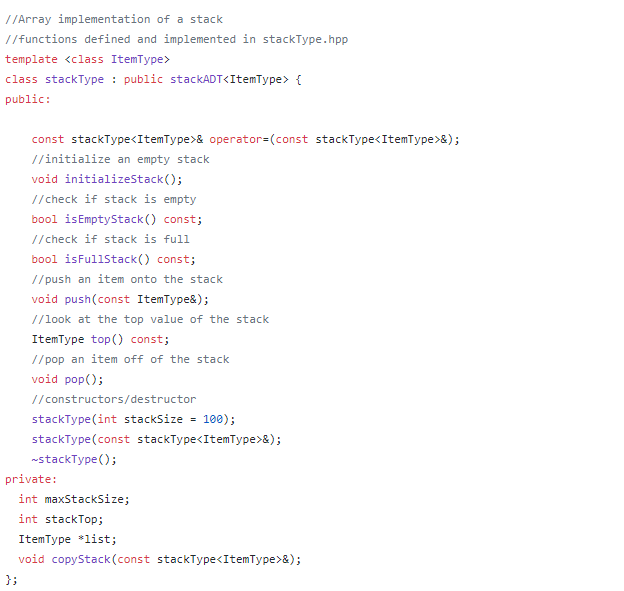 //Array implementation of a stack
//functions defined and implemented in stackType.hpp
template <class ItemType>
class stackType : public stackADT<ItemType> {
public:
    const stackType<ItemType>& operator=(const stackType<ItemType>&);
    //initialize an empty stack
    void initializeStack();
    //check if stack is empty
    bool isEmptyStack() const;
    //check if stack is full
    bool isFullStack() const;
    //push an item onto the stack
    void push(const ItemType&);
    //look at the top value of the stack
    ItemType top() const;
    //pop an item off of the stack
    void pop();
    //constructors/destructor
    stackType(int stackSize = 100);
    stackType(const stackType<ItemType>&);
    ~stackType();
private:
  int maxStackSize;
  int stackTop;
  ItemType *list;
  void copyStack(const stackType<ItemType>&);
};